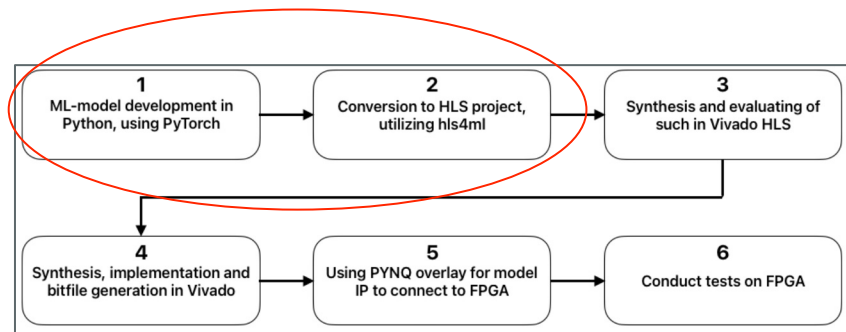 1
ML-model development in
Python, using PyTorch
2
Conversion to HLS project,
utilizing hls4ml
3
Synthesis and evaluating of
such in Vivado HLS
4
Synthesis, implementation and
bitfile generation in Vivado
5
Using PYNQ overlay for model
IP to connect to FPGA
6
Conduct tests on FPGA